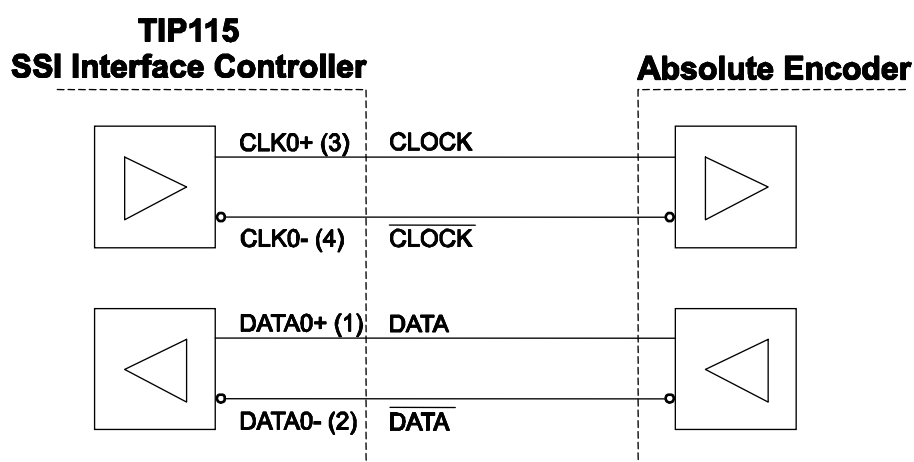 TIP115
SSI Interface Controller
Absolute Encoder
CLK0+ (3) CLOCK
CLK0- (4) CLOCK
DATA0+ (1) DATA
DATA0- (2) DATA